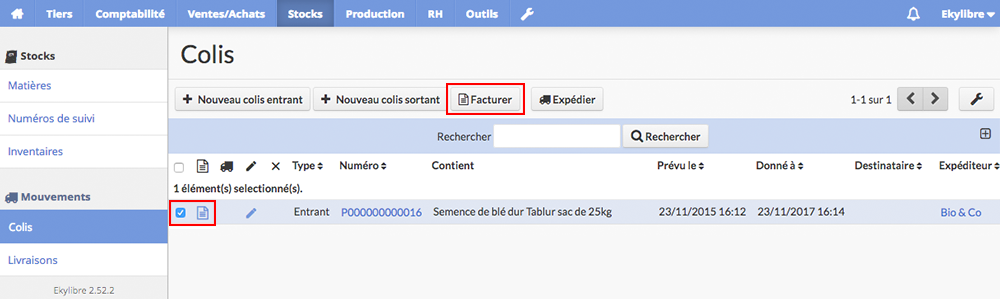 Tiers Comptabilité Ventes/Achats Stocks Production RH Outils Ekylibre
Stocks
Matières
Numéros de suivi
Inventaires
Mouvements
Colis
Livraisons
Ekylibre 2.52.2
Colis
Nouveau colis entrant Nouveau colis sortant Facturer Expédier 1-1 sur 1
Rechercher Rechercher
Type Numéro Contient Prévu le Donné à Destinataire Expéditeur
1 élément(s) selectionné(s).
Entrant P000000000016 Semence de blé dur Tablur sac de 25kg 23/11/2015 16:12 23/11/2017 16:14 Bio & Co